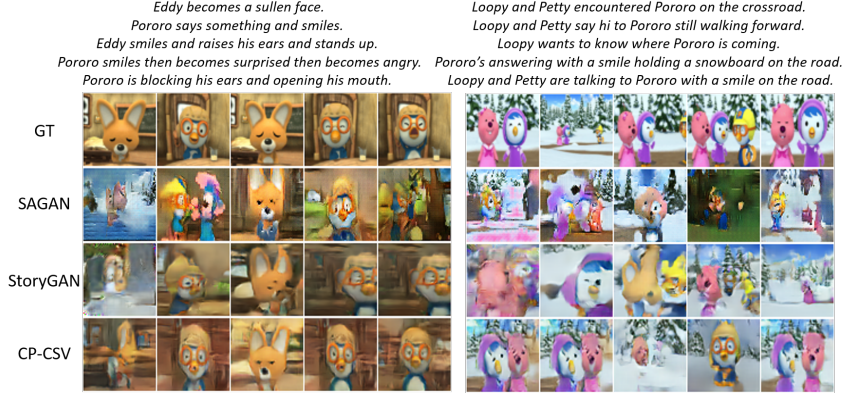 Eddy becomes a sullen face.
Pororo says something and smiles.
Eddy smiles and raises his ears and stands up.
Pororo smiles then becomes surprised then becomes angry.
Pororo is blocking his ears and opening his mouth.
Loopy and Petty encountered Pororo on the crossroad.
Loopy and Petty say hi to Pororo still walking forward.
Loopy wants to know where Pororo is coming.
Pororo's answering with a smile holding a snowboard on the road.
Loopy and Petty are talking to Pororo with a smile on the road.
GT
SAGAN
StoryGAN
CP-CSV